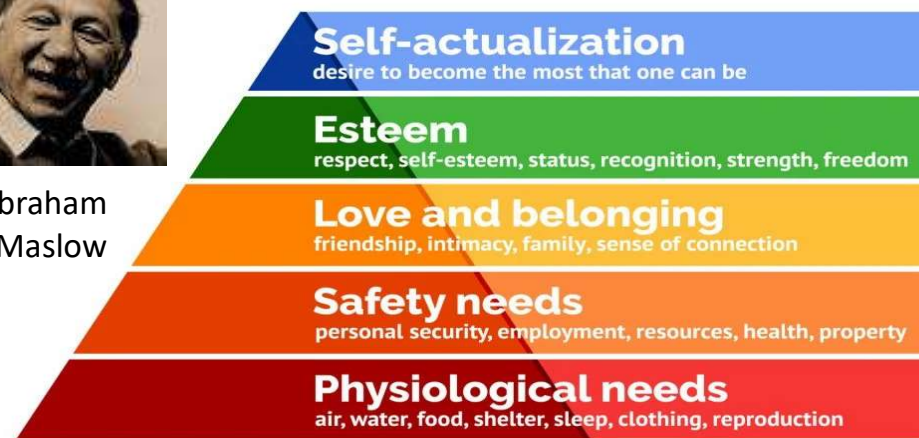 braham
Maslow
Self-actualization
desire to become the most that one can be
Esteem
respect, self-esteem, status, recognition, strength, freedom
Love and belonging
friendship, intimacy, family, sense of connection
Safety needs
personal security, employment, resources, health, property
Physiological needs
air, water, food, shelter, sleep, clothing, reproduction